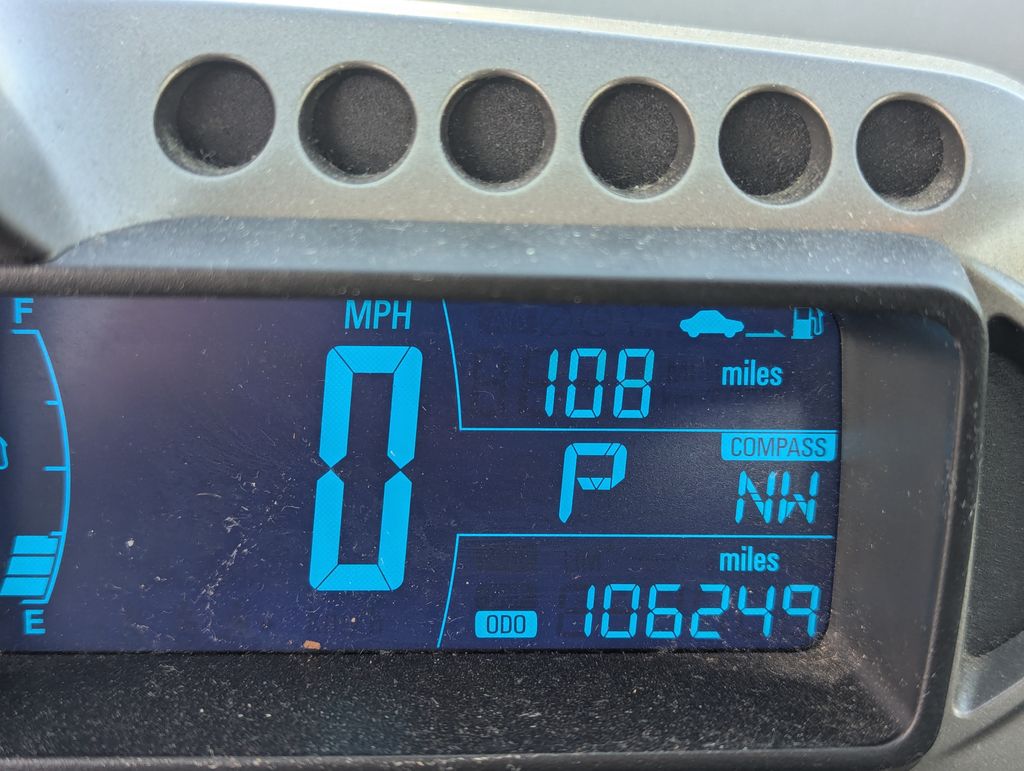 F
MPH
0
108 miles
COMPASS
P NW
miles
ODO 106249
E